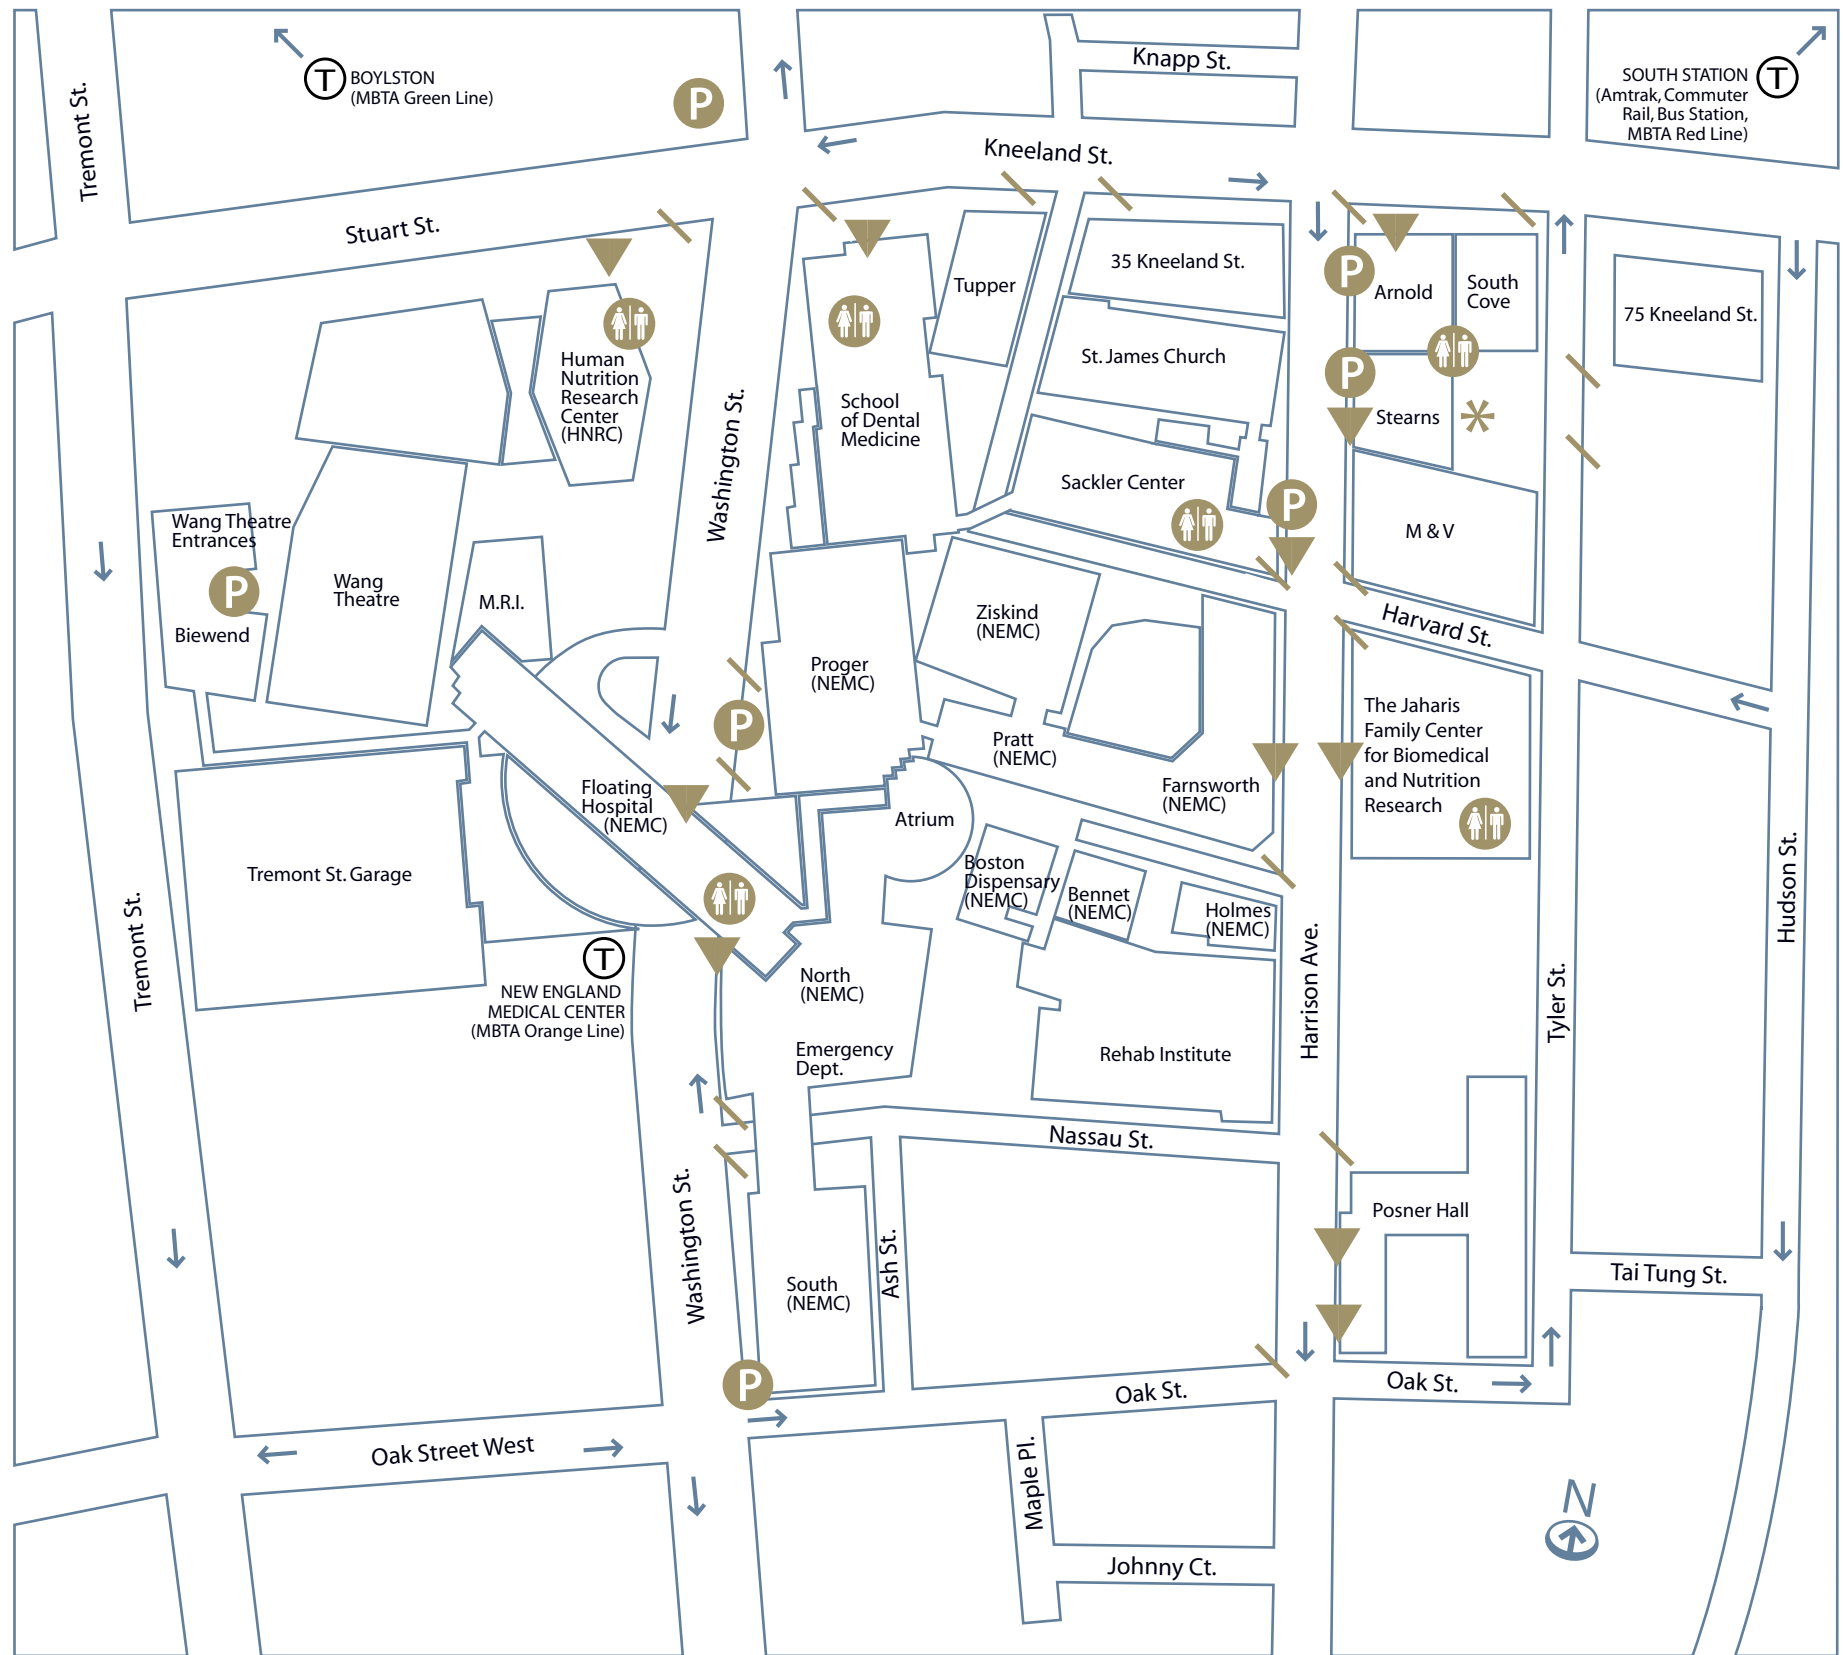 Knapp St.
T
BOYLSTON
(MBTA Green Line)
P
SOUTH STATION
(Amtrak, Commuter
Rail, Bus Station,
MBTA Red Line)
T
Tremont St.
Kneeland St.
Stuart St.
35 Kneeland St.
P
Arnold
South
Cove
Tupper
75 Kneeland St.
Human
Nutrition
Research
Center
(HNRC)
St. James Church
P
Stearns
School
of Dental
Medicine
Washington St.
Sackler Center
P
M & V
Wang Theatre
Entrances
P
Biewend
Wang
Theatre
M.R.I.
Ziskind
(NEMC)
Harvard St.
Proger
(NEMC)
P
Pratt
(NEMC)
The Jaharis
Family Center
for Biomedical
and Nutrition
Research
Farnsworth
(NEMC)
Floating
Hospital
(NEMC)
Atrium
Tremont St. Garage
Boston
Dispensary
(NEMC)
Bennet
(NEMC)
Holmes
(NEMC)
Hudson St.
Tremont St.
T
NEW ENGLAND
MEDICAL CENTER
(MBTA Orange Line)
North
(NEMC)
Emergency
Dept.
Rehab Institute
Harrison Ave.
Tyler St.
Nassau St.
Posner Hall
Washington St.
South
(NEMC)
Ash St.
Tai Tung St.
P
Oak St.
Oak St.
Oak Street West
Maple Pl.
Johnny Ct.
N